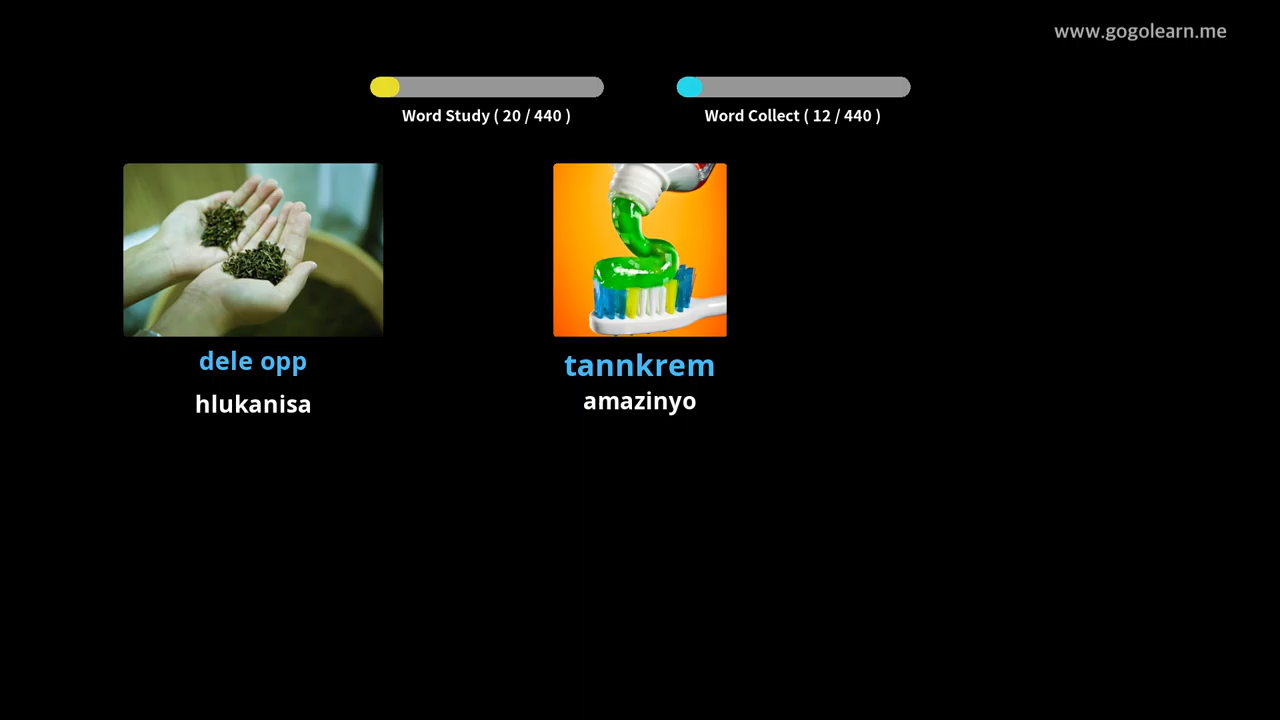 www.gogolearn.me
Word Study ( 20 / 440 )
Word Collect ( 12 / 440 )
dele opp
hlukanisa
tannkrem
amazinyo